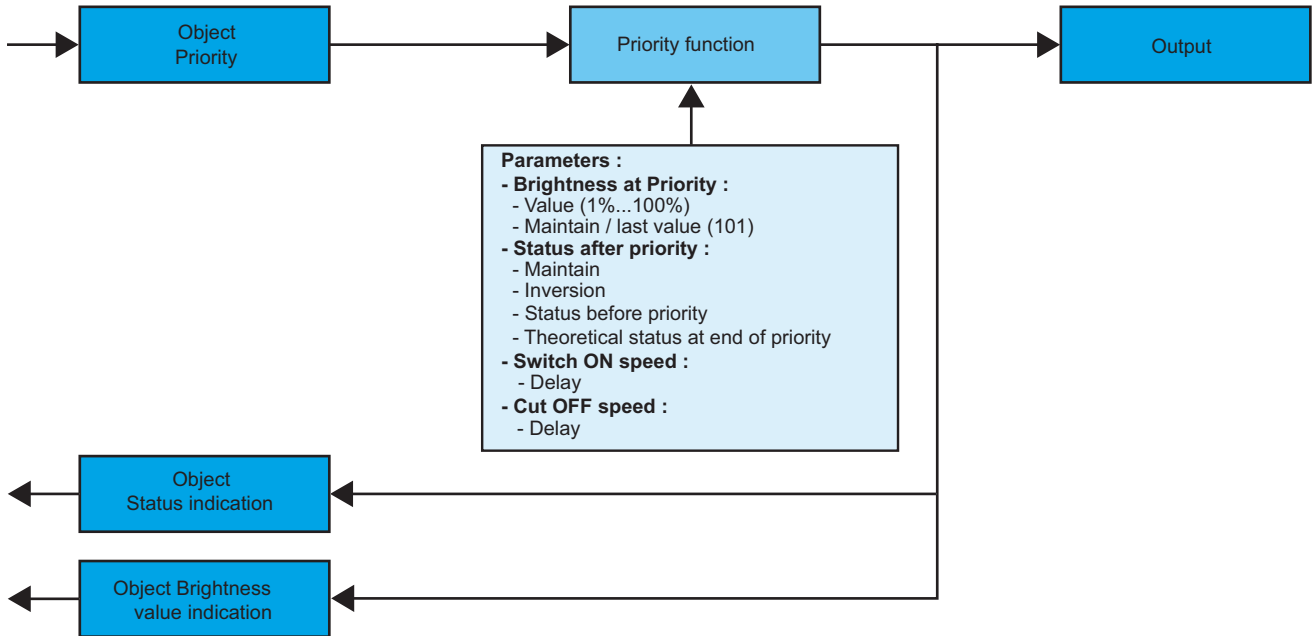 Object
Priority
Priority function
Output
Parameters :
- Brightness at Priority :
- Value (1%...100%)
- Maintain / last value (101)
- Status after priority :
- Maintain
- Inversion
- Status before priority
- Theoretical status at end of priority
- Switch ON speed :
- Delay
- Cut OFF speed :
- Delay
Object
Status indication
Object Brightness
value indication